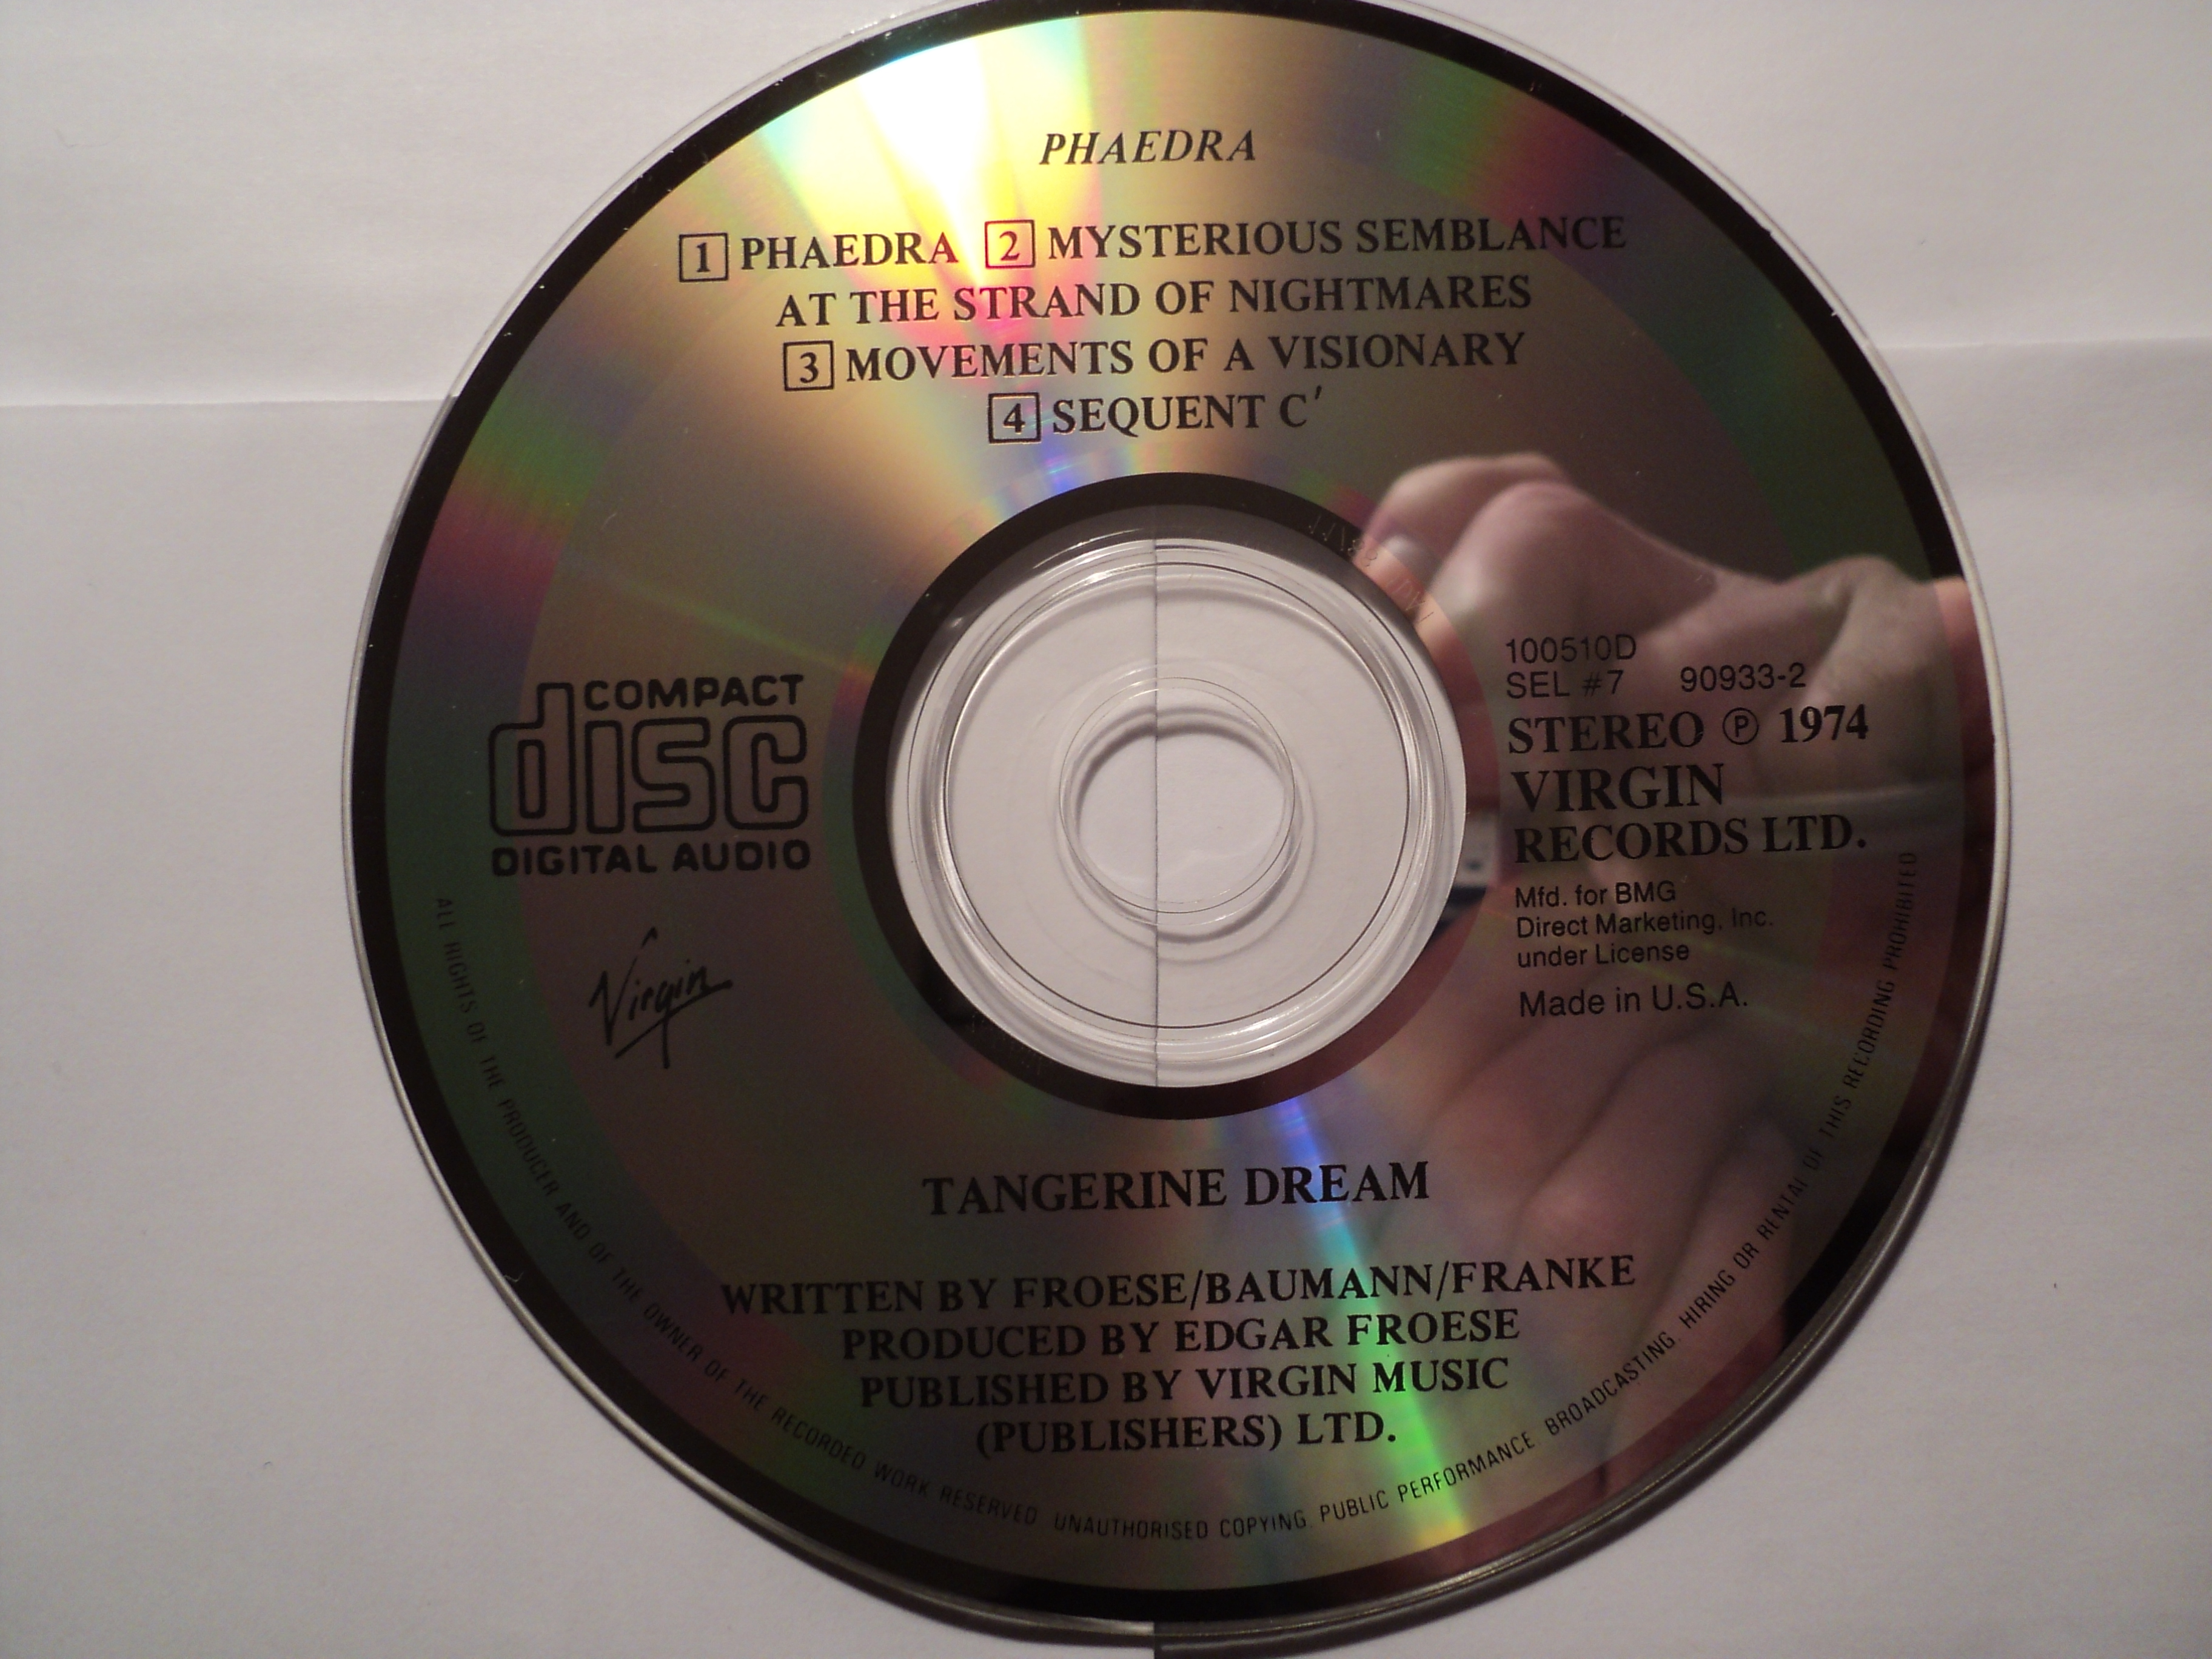 PHAEDRA
1 PHAEDRA 2 MYSTERIOUS SEMBLANCE
AT THE STRAND OF NIGHTMARES
3 MOVEMENTS OF A VISIONARY
4 SEQUENT C'
COMPACT
disc
DIGITAL AUDIO
Virgin
100510D
SEL #7 90933-2
STEREO Ⓟ 1974
VIRGIN
RECORDS LTD.
Mfd. for BMG
Direct Marketing, Inc.
under License
Made in U.S.A.
TANGERINE DREAM
WRITTEN BY FROESE/BAUMANN/FRANKE
PRODUCED BY EDGAR FROESE
PUBLISHED BY VIRGIN MUSIC
(PUBLISHERS) LTD.
ALL RIGHTS OF THE PRODUCER AND OF THE OWNER OF THE RECORDED WORK RESERVED. UNAUTHORISED COPYING, PUBLIC PERFORMANCE, BROADCASTING, HIRING OR RENTAL OF THIS RECORDING PROHIBITED